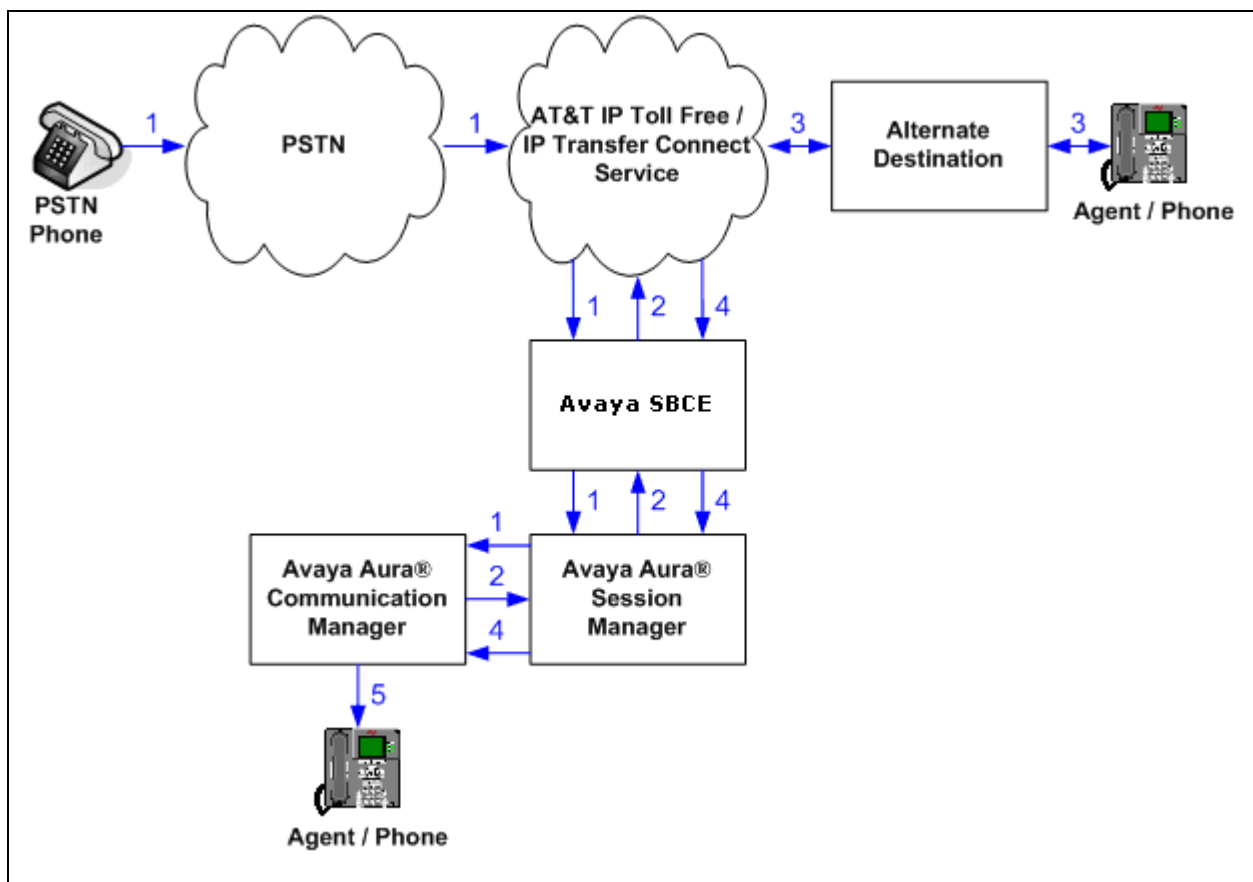 1
PSTN
Phone
PSTN
1
AT&T IP Toll Free /
IP Transfer Connect
Service
3
Alternate
Destination
3
Agent / Phone
1
2
4
Avaya SBCE
1
2
4
Avaya Aura®
Communication
Manager
1
2
4
Avaya Aura®
Session
Manager
5
Agent / Phone